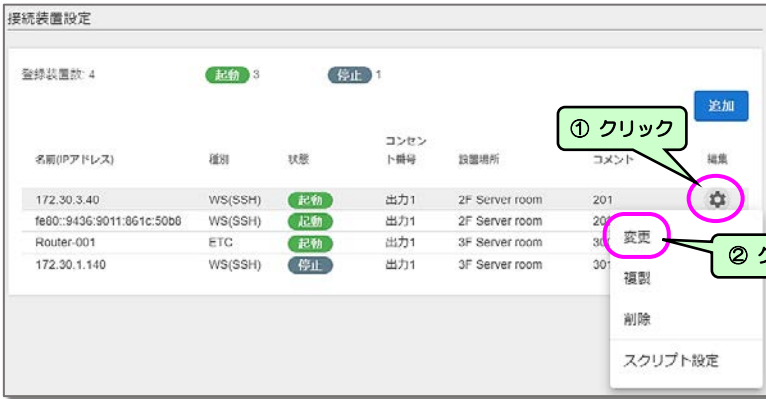 接続装置設定
登録装置数: 4 起動 3 停止 1
追加
① クリック
名前(IPアドレス) 種別 状態 コンセント番号 設置場所 コメント 編集
172.30.3.40 WS(SSH) 起動 出力1 2F Server room 201
fe80::9436:9011:861c:50b8 WS(SSH) 起動 出力1 2F Server room
Router-001 ETC 起動 出力1 3F Server room
172.30.1.140 WS(SSH) 停止 出力1 3F Server room
変更
② ク
複製
削除
スクリプト設定